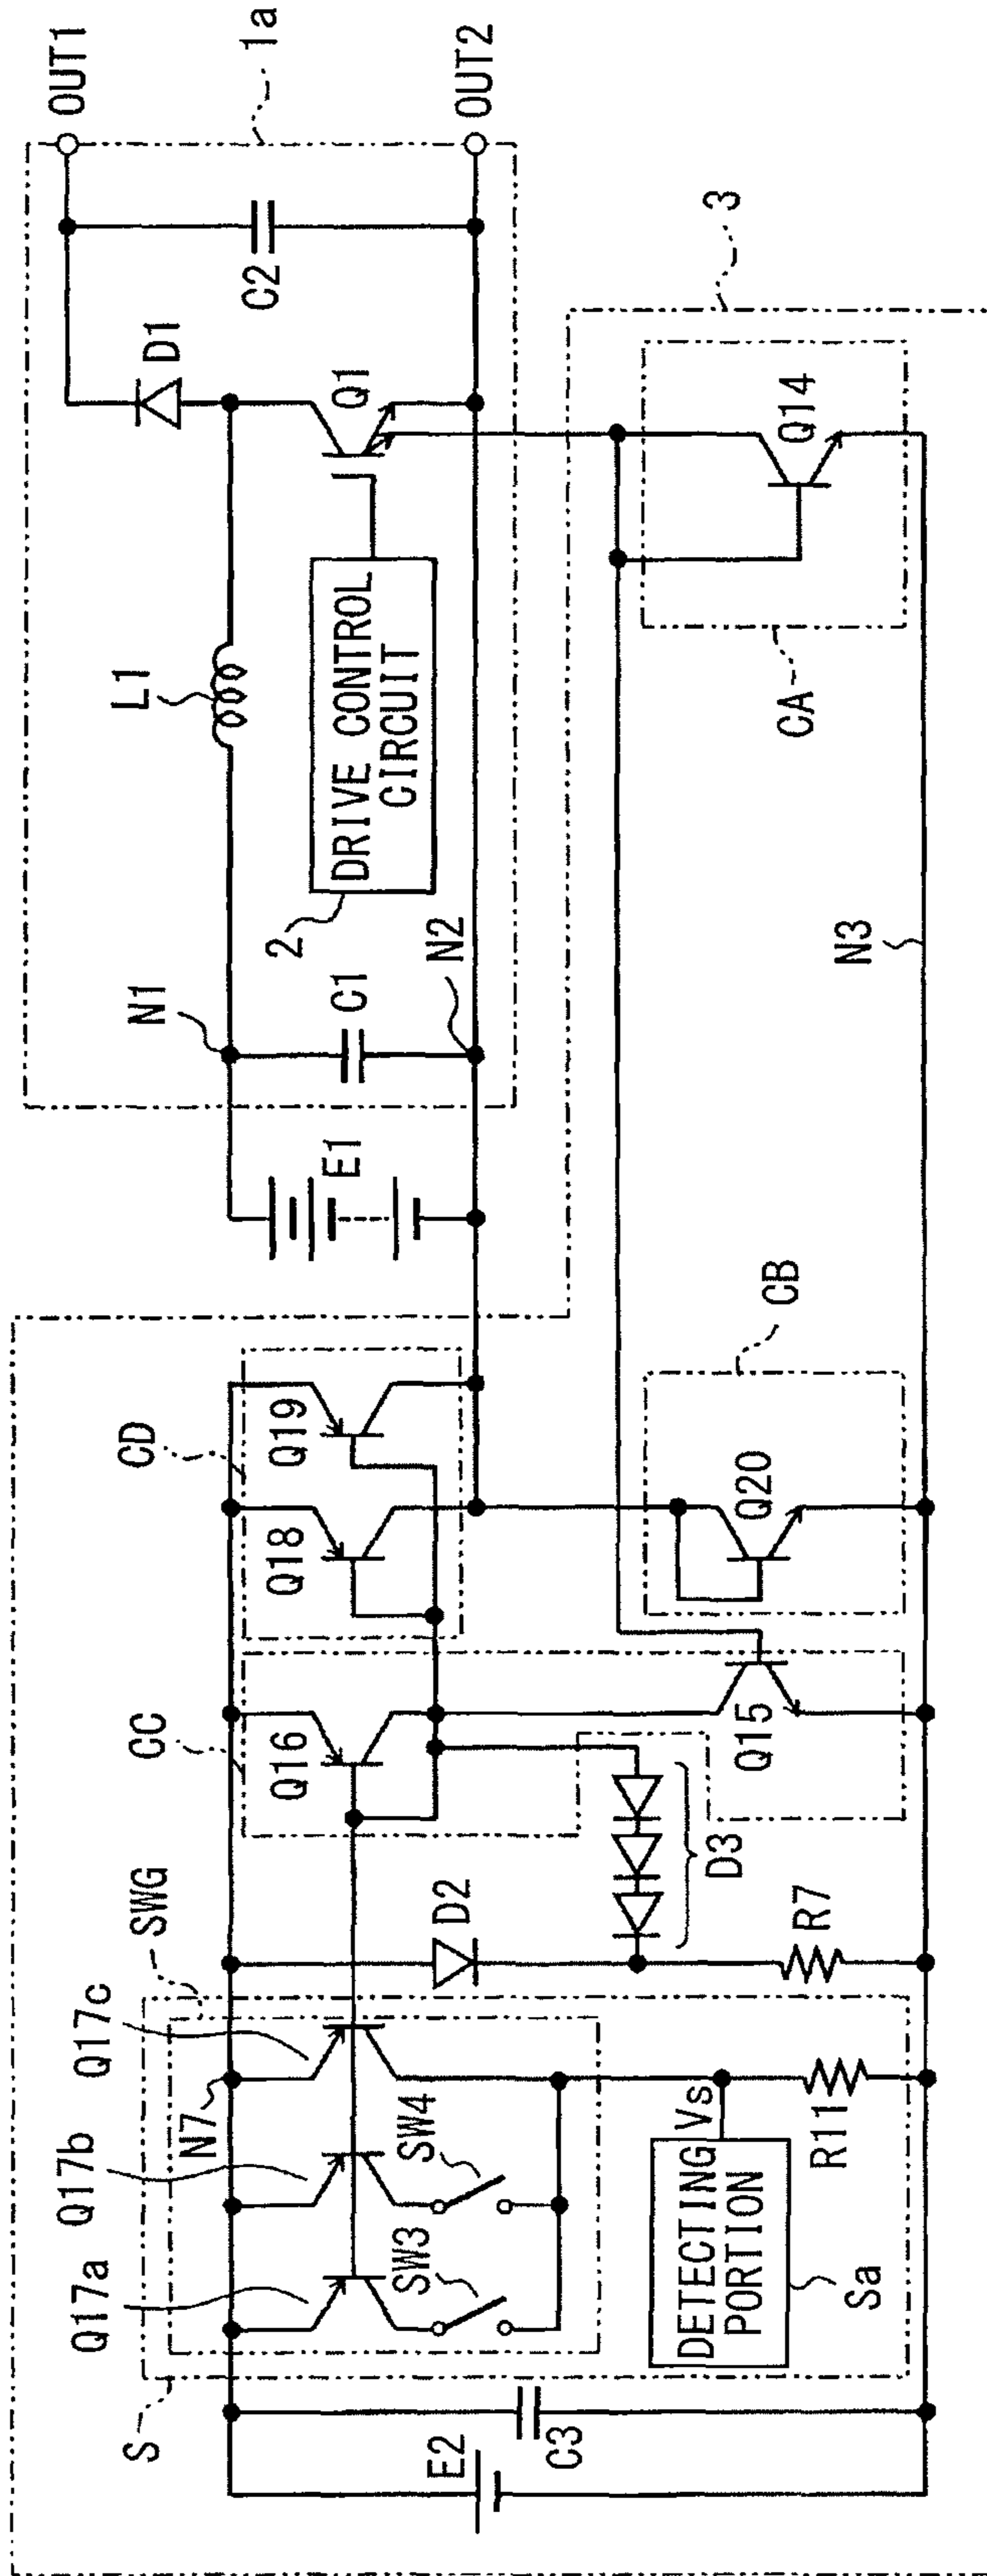 OUT1
1a
OUT2
C2
D1
Q1
L1
DRIVE CONTROL
CIRCUIT
2
N1
C1
N2
E1
3
Q14
CA
N3
CB
Q20
CD
Q19
Q18
CC
Q16
Q15
D3
SWG
D2
R7
Q17c
N7
Q17b
SW4
Q17a
SW3
Vs
DETECTING
PORTION
R11
Sa
S
E2
C3